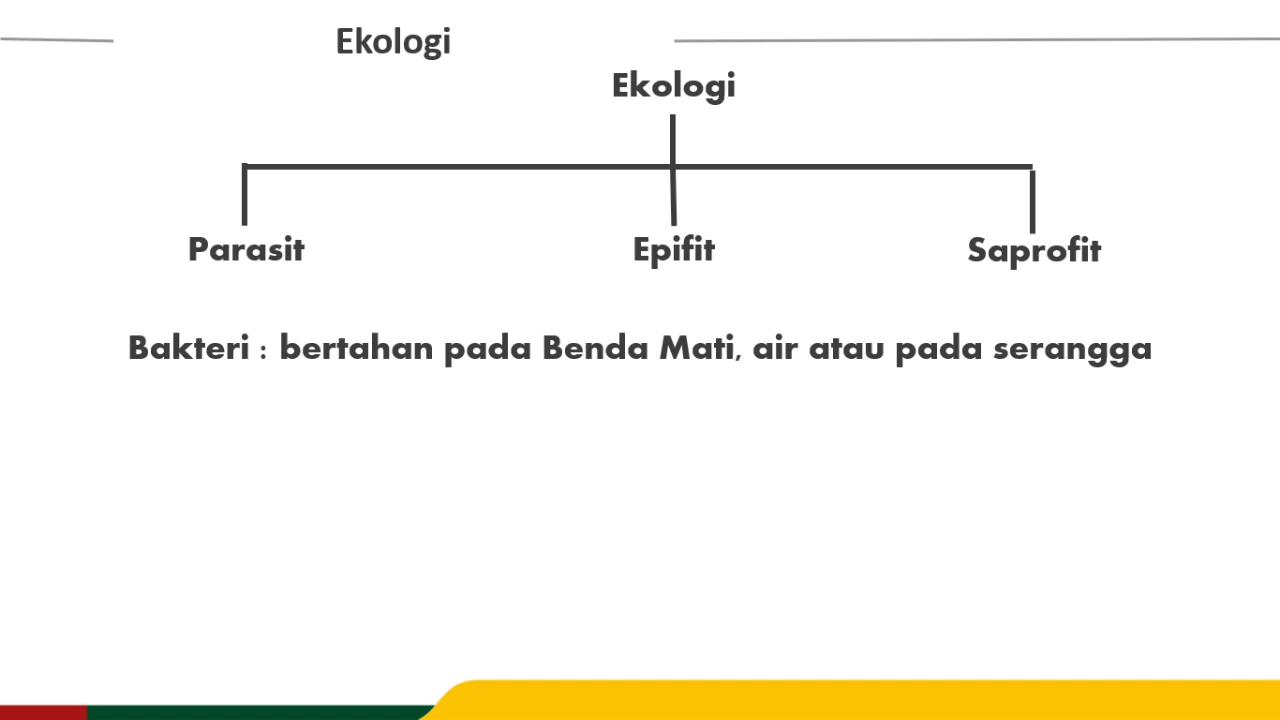 Ekologi
Ekologi
Parasit Epifit Saprofit
Bakteri : bertahan pada Benda Mati, air atau pada serangga